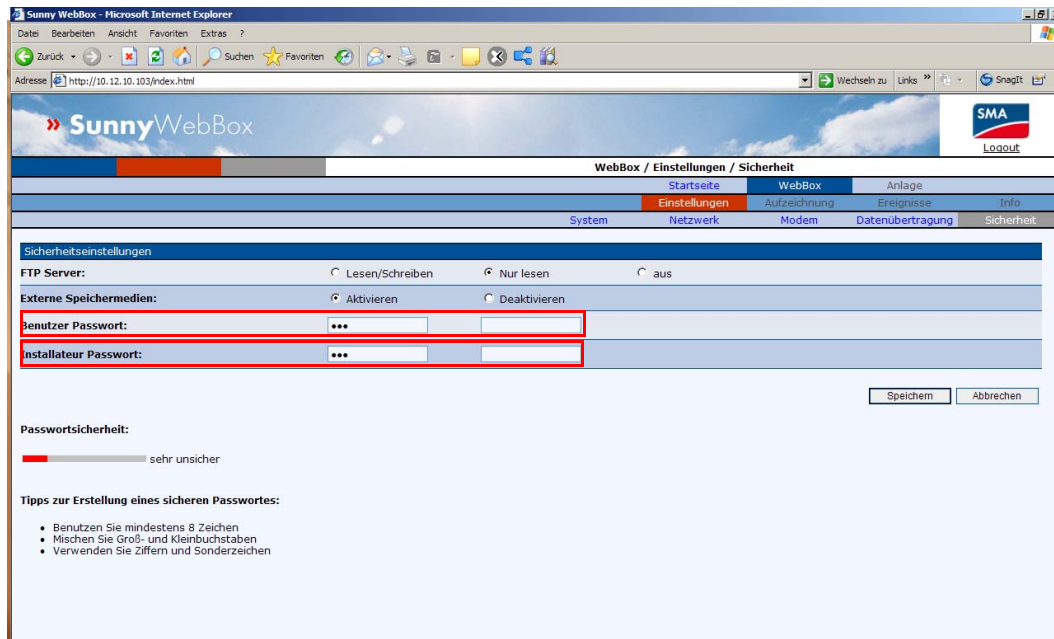 Sunny WebBox - Microsoft Internet Explorer
Datei Bearbeiten Ansicht Favoriten Extras ?
Zurück Suchen Favoriten
Adresse http://10.12.10.103/index.html Wechseln zu Links » SnagIt
» SunnyWebBox
SMA
Logout
WebBox / Einstellungen / Sicherheit
Startseite WebBox Anlage
Einstellungen Aufzeichnung Ereignisse Info
System Netzwerk Modem Datenübertragung Sicherheit
Sicherheitseinstellungen
FTP Server: Lesen/Schreiben Nur lesen aus
Externe Speichermedien: Aktivieren Deaktivieren
Benutzer Passwort: •••
Installateur Passwort: •••
Speichern Abbrechen
Passwortsicherheit:
sehr unsicher
Tipps zur Erstellung eines sicheren Passwortes:
• Benutzen Sie mindestens 8 Zeichen
• Mischen Sie Groß- und Kleinbuchstaben
• Verwenden Sie Ziffern und Sonderzeichen